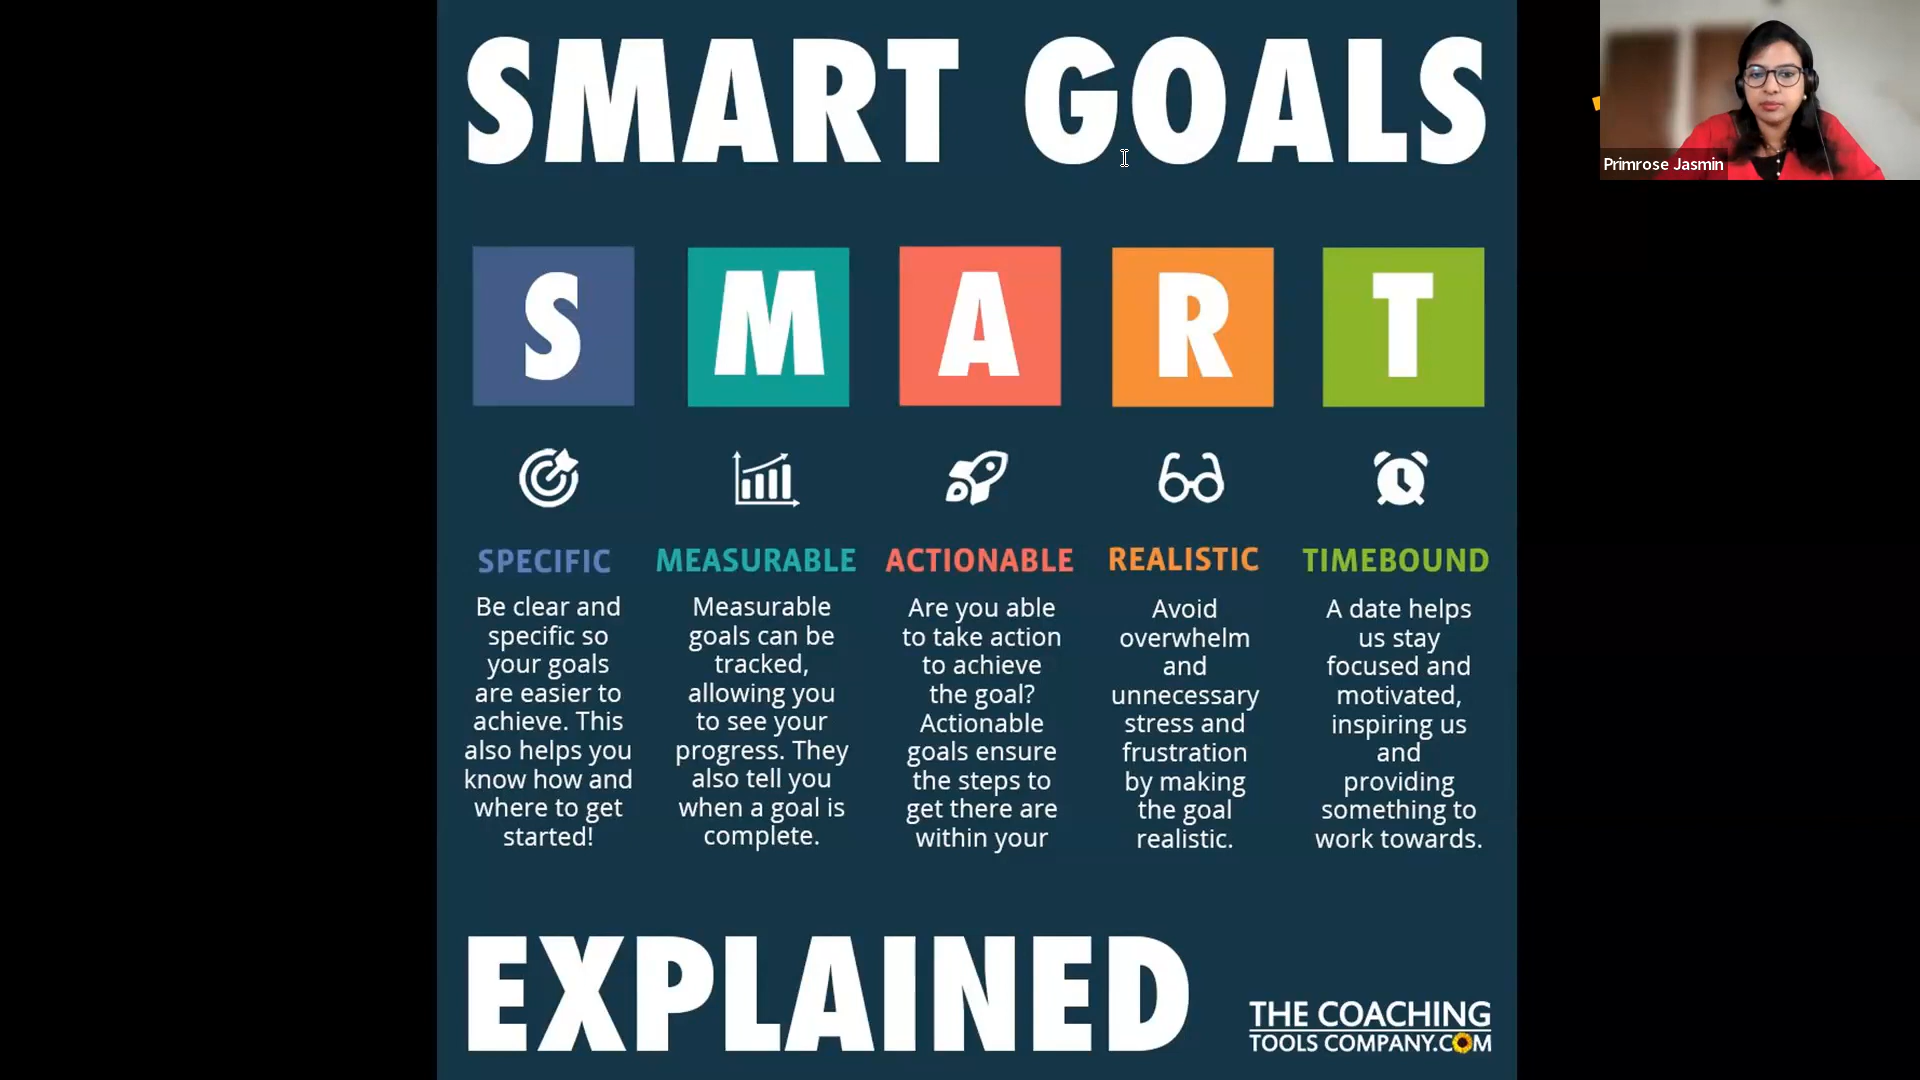 SMART GOALS
Primrose Jasmin
S M A R T
SPECIFIC
Be clear and
specific so
your goals
are easier to
achieve. This
also helps you
know how and
where to get
started!
MEASURABLE
Measurable
goals can be
tracked,
allowing you
to see your
progress. They
also tell you
when a goal is
complete.
ACTIONABLE
Are you able
to take action
to achieve
the goal?
Actionable
goals ensure
the steps to
get there are
within your
REALISTIC
Avoid
overwhelm
and
unnecessary
stress and
frustration
by making
the goal
realistic.
TIMEBOUND
A date helps
us stay
focused and
motivated,
inspiring us
and
providing
something to
work towards.
EXPLAINED
THE COACHING
TOOLS COMPANY.COM